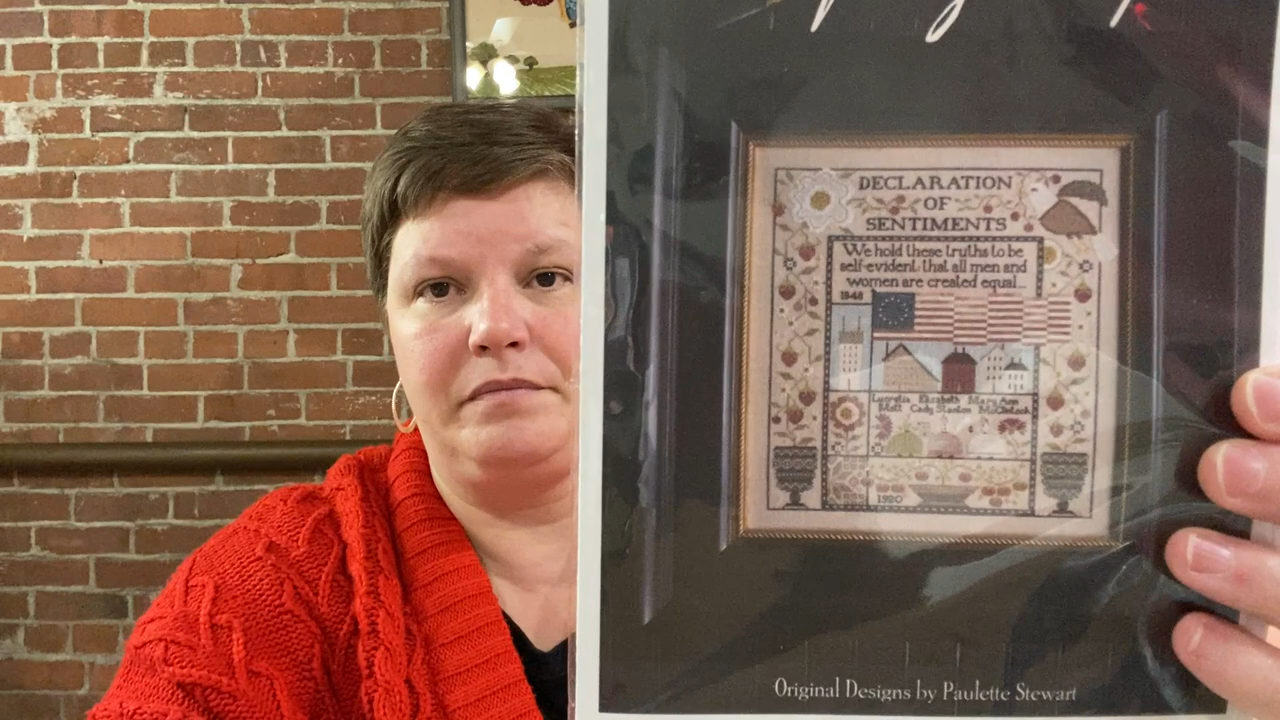 DECLARATION
OF
SENTIMENTS
We hold these truths to be
self-evident: that all men and
women are created equal...
1848
Lucretia Elizabeth Mary Ann
Mott Cady Stanton McClintock
1920
Original Designs by Paulette Stewart